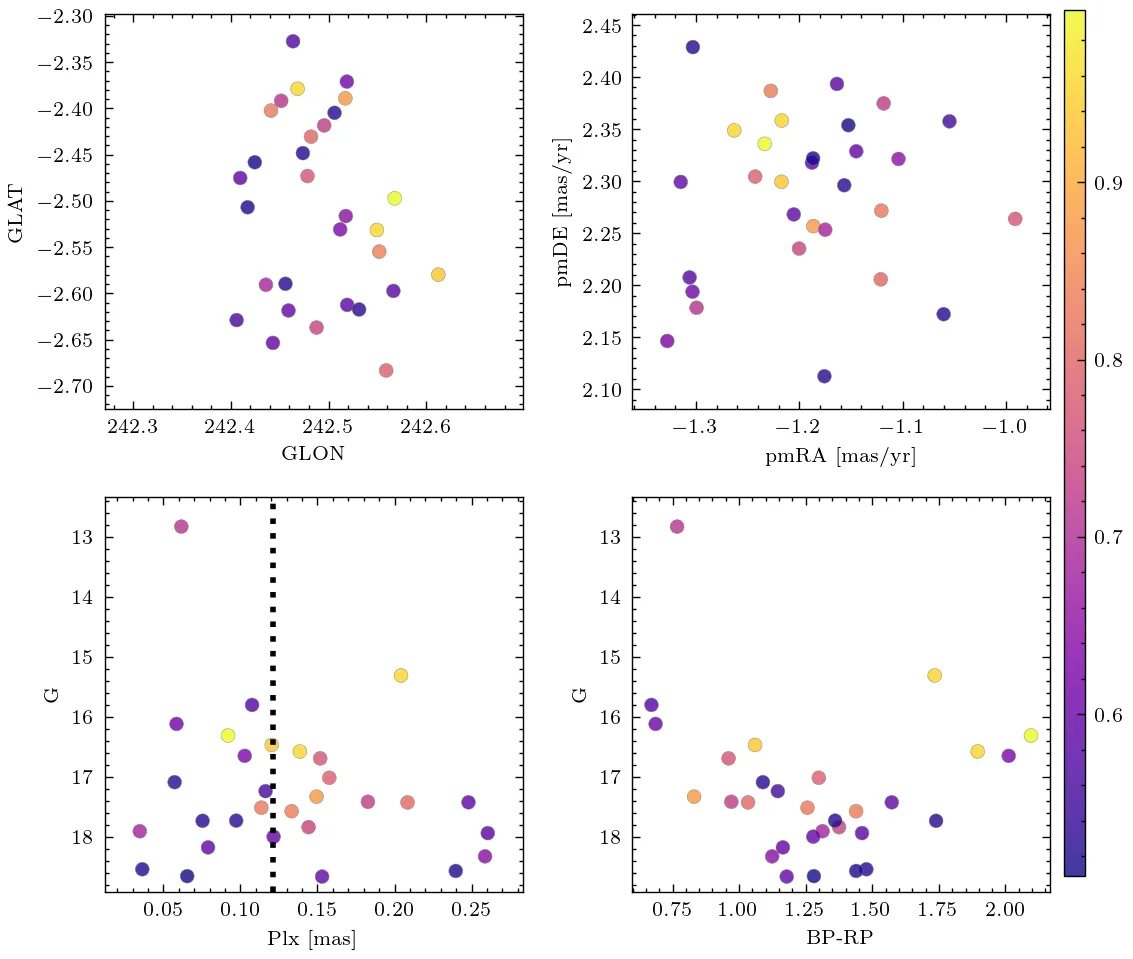 −2.30
−2.35
−2.40
−2.45
−2.50
−2.55
−2.60
−2.65
−2.70
GLAT
242.3 242.4 242.5 242.6
GLON
2.45
2.40
2.35
2.30
2.25
2.20
2.15
2.10
pmDE [mas/yr]
−1.3 −1.2 −1.1 −1.0
pmRA [mas/yr]
13
14
15
16
17
18
G
0.05 0.10 0.15 0.20 0.25
Plx [mas]
13
14
15
16
17
18
G
0.75 1.00 1.25 1.50 1.75 2.00
BP-RP
0.9
0.8
0.7
0.6